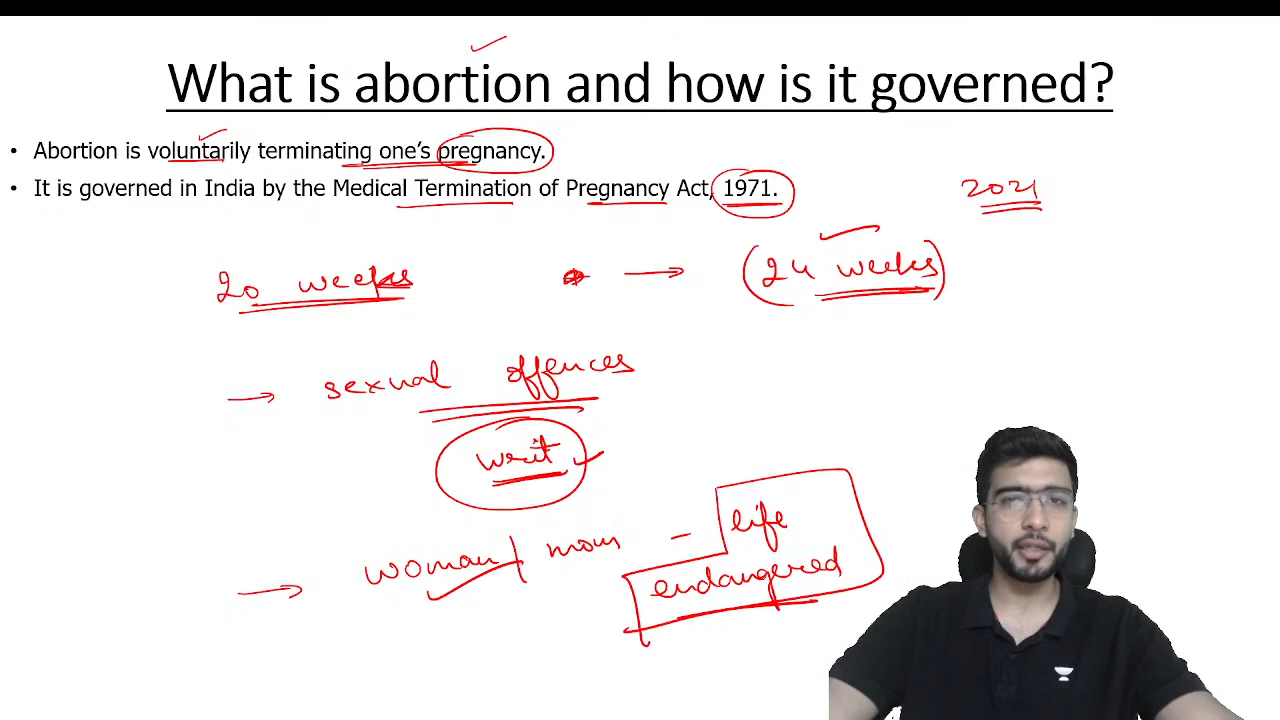 What is abortion and how is it governed?
• Abortion is voluntarily terminating one's pregnancy.
• It is governed in India by the Medical Termination of Pregnancy Act, 1971.
2021
20 weeks → (24 weeks)
→ sexual offences
writ
→ woman / mom - life
endangered